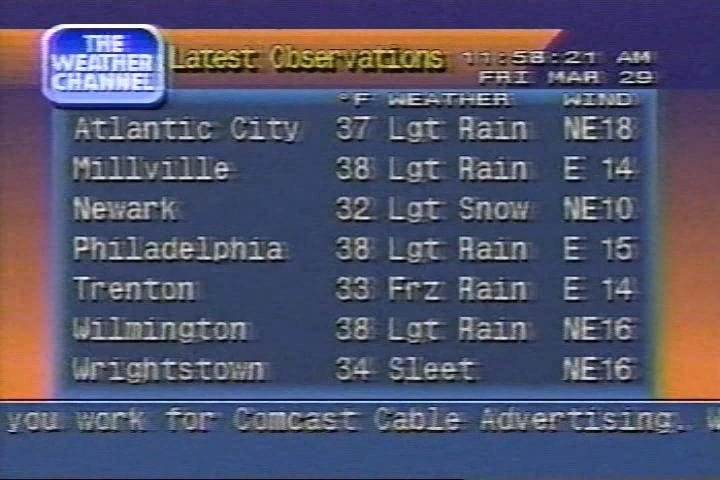 THE
WEATHER
CHANNEL
Latest Observations 11:58:21 AM
FRI MAR 29
°F WEATHER WIND
Atlantic City 37 Lgt Rain NE18
Millville 38 Lgt Rain E 14
Newark 32 Lgt Snow NE10
Philadelphia 38 Lgt Rain E 15
Trenton 33 Frz Rain E 14
Wilmington 38 Lgt Rain NE16
Wrightstown 34 Sleet NE16
you work for Comcast Cable Advertising. W